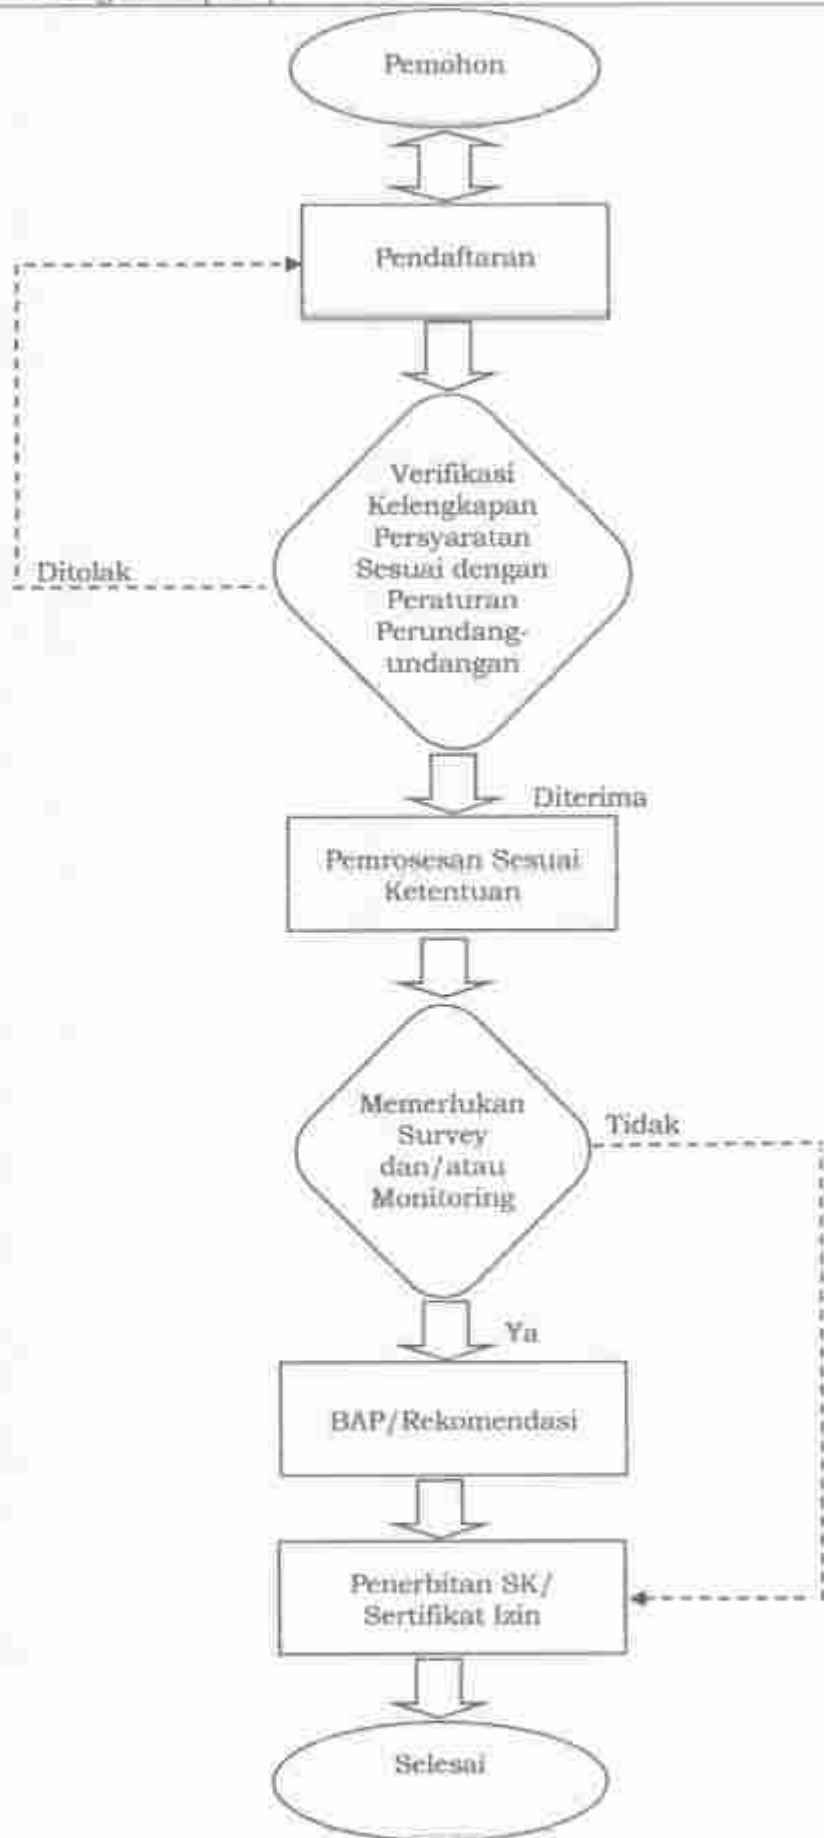 Pemohon
Pendaftaran
Verifikasi
Kelengkapan
Persyaratan
Sesuai dengan
Peraturan
Perundang-
undangan
Ditolak
Diterima
Pemrosesan Sesuai
Ketentuan
Memerlukan
Survey
dan/atau
Monitoring
Tidak
Ya
BAP/Rekomendasi
Penerbitan SK/
Sertifikat Izin
Selesai